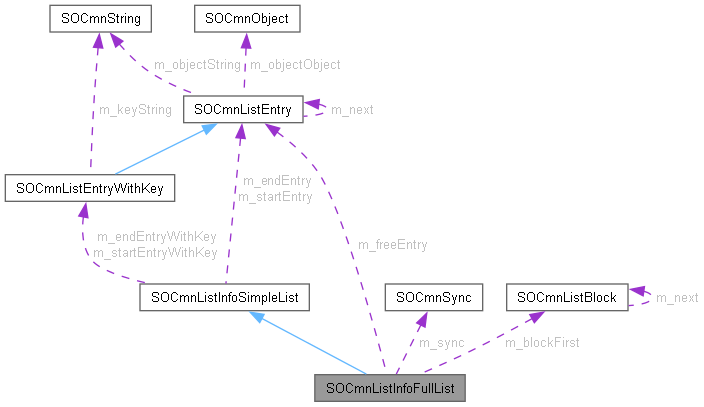 SOCmnString
SOCmnObject
m_objectString
m_objectObject
SOCmnListEntry
m_next
m_keyString
SOCmnListEntryWithKey
m_endEntry
m_startEntry
m_endEntryWithKey
m_startEntryWithKey
m_freeEntry
SOCmnListInfoSimpleList
SOCmnSync
SOCmnListBlock
m_next
m_sync
m_blockFirst
SOCmnListInfoFullList